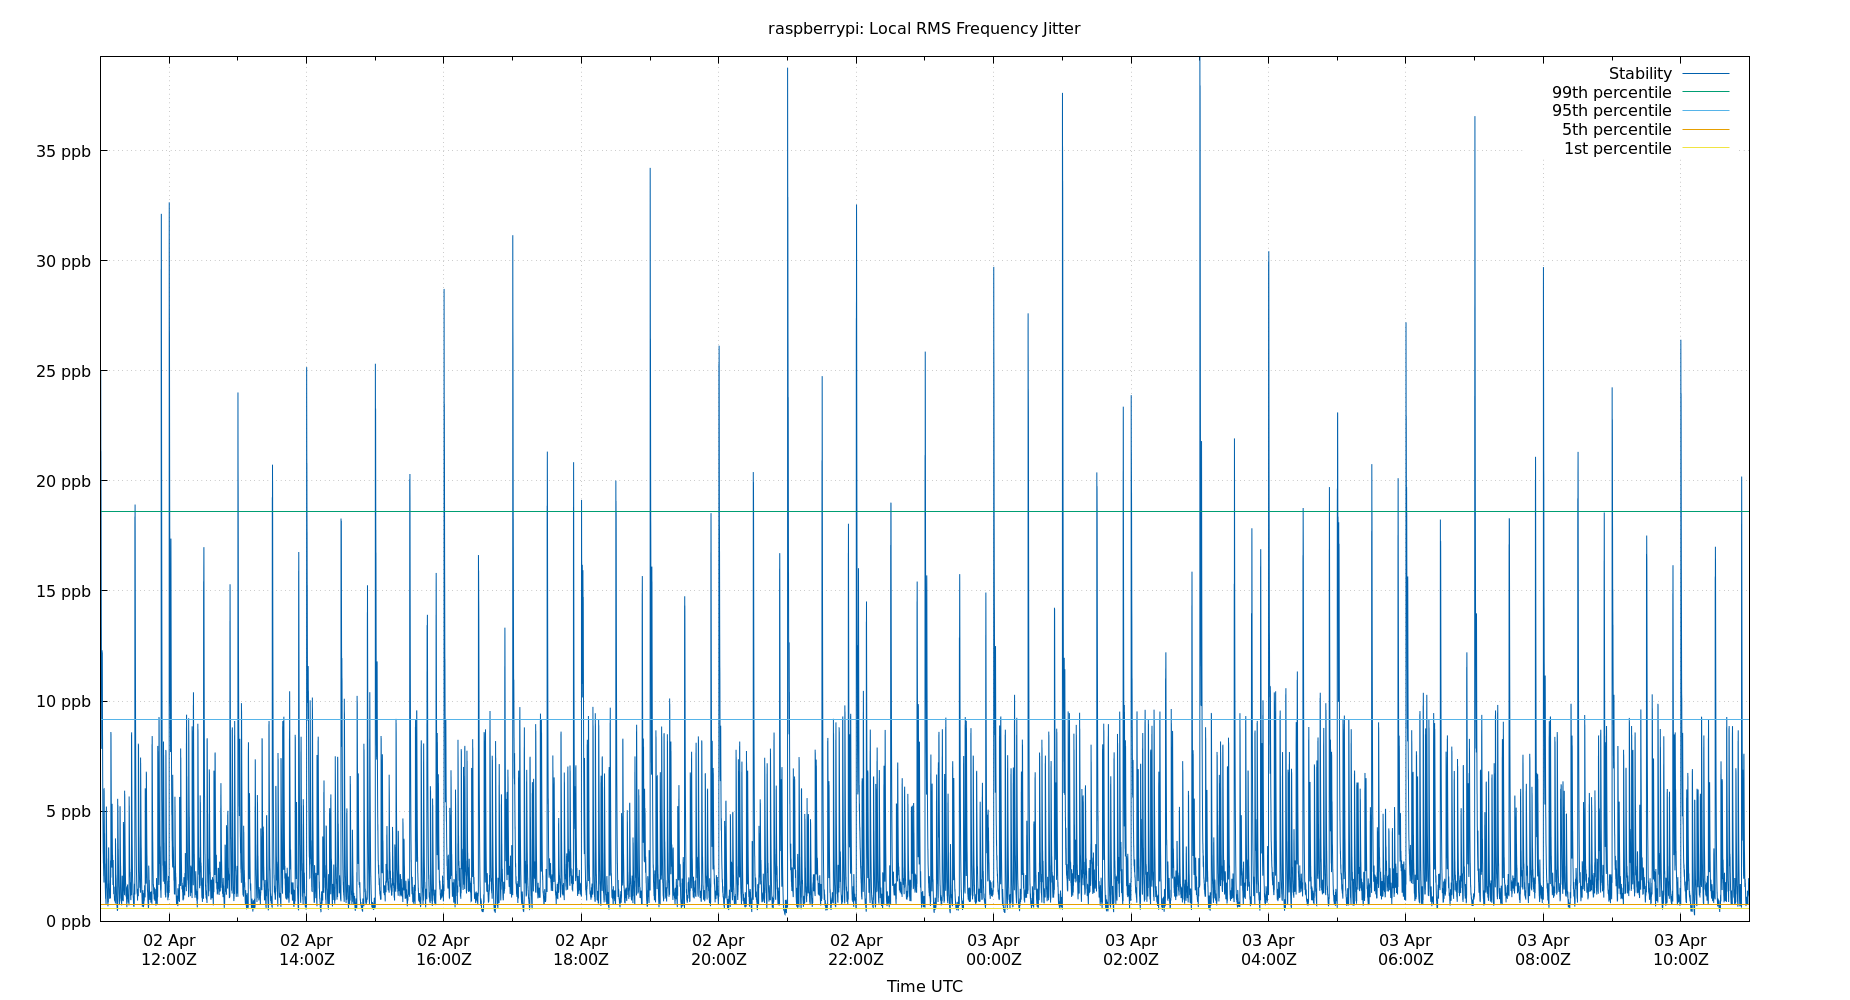 raspberrypi: Local RMS Frequency Jitter
Stability
99th percentile
95th percentile
5th percentile
1st percentile
35 ppb
30 ppb
25 ppb
20 ppb
15 ppb
10 ppb
5 ppb
0 ppb
02 Apr 02 Apr 02 Apr 02 Apr 02 Apr 02 Apr 03 Apr 03 Apr 03 Apr 03 Apr 03 Apr 03 Apr
12:00Z 14:00Z 16:00Z 18:00Z 20:00Z 22:00Z 00:00Z 02:00Z 04:00Z 06:00Z 08:00Z 10:00Z
Time UTC